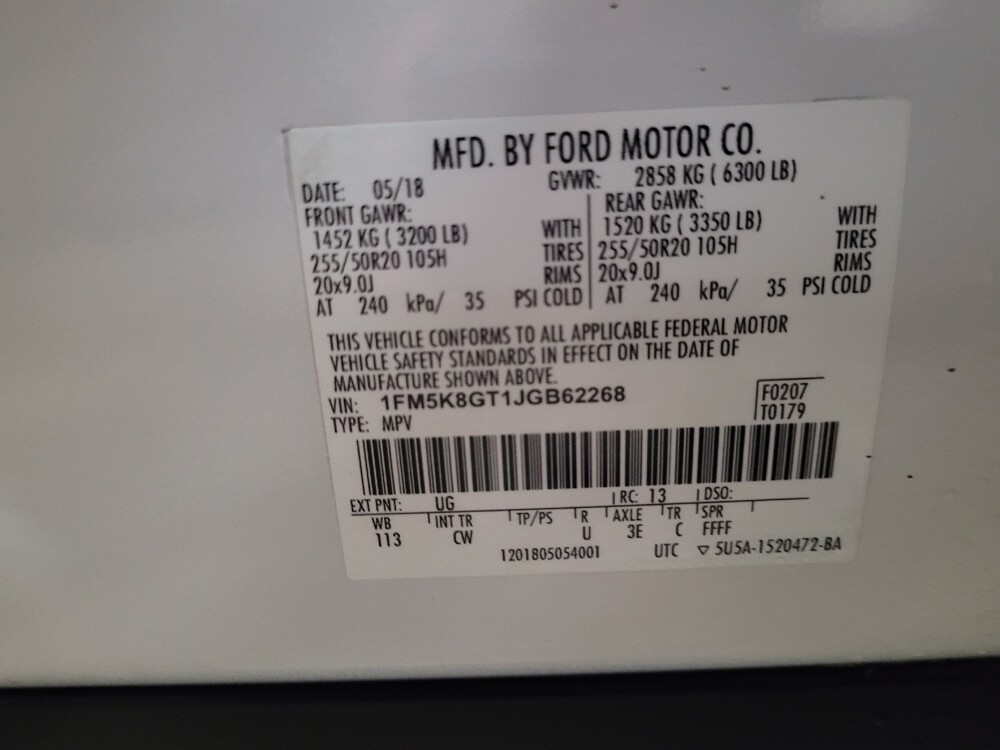 MFD. BY FORD MOTOR CO.
DATE: 05/18 GVWR: 2858 KG ( 6300 LB)
FRONT GAWR: REAR GAWR:
1452 KG ( 3200 LB) WITH 1520 KG ( 3350 LB) WITH
255/50R20 105H TIRES 255/50R20 105H TIRES
20x9.0J RIMS 20x9.0J RIMS
AT 240 kPa/ 35 PSI COLD AT 240 kPa/ 35 PSI COLD
THIS VEHICLE CONFORMS TO ALL APPLICABLE FEDERAL MOTOR
VEHICLE SAFETY STANDARDS IN EFFECT ON THE DATE OF
MANUFACTURE SHOWN ABOVE.
VIN: 1FM5K8GT1JGB62268 F0207
TYPE: MPV T0179
EXT PNT: UG RC: 13 DSO:
WB INT TR TP/PS R AXLE TR SPR
113 CW U 3E C FFFF
1201805054001 UTC ▽ 5U5A-1520472-BA